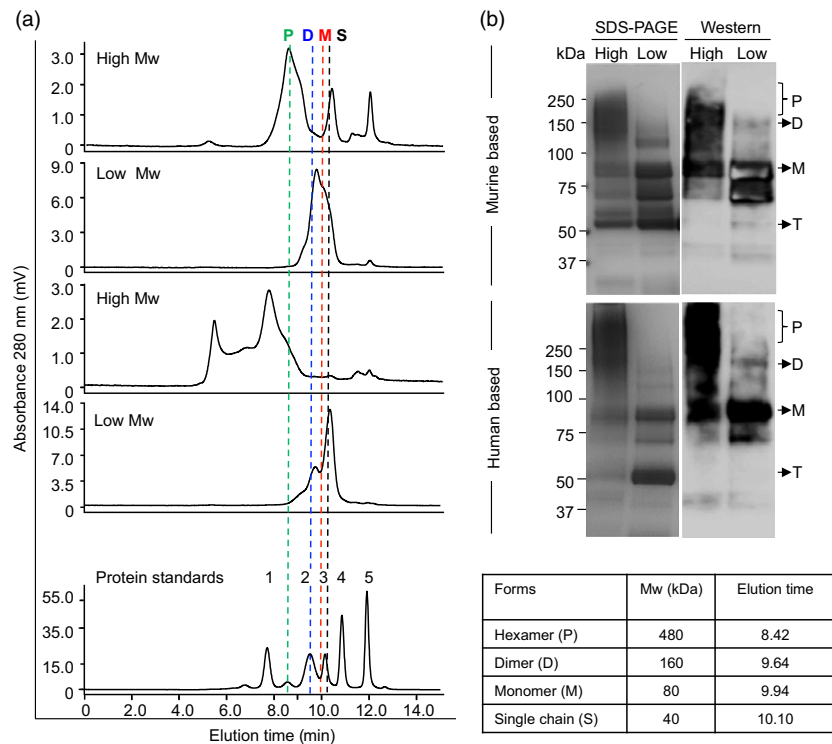 (a)
P D M S
High Mw
3.0
2.0
1.0
0
Low Mw
9.0
6.0
3.0
0
High Mw
3.0
2.0
1.0
0
Low Mw
14.0
10.5
7.0
3.5
0
Protein standards
1 2 3 4 5
55.0
35.0
15.0
0
0 2.0 4.0 6.0 8.0 10.0 12.0 14.0
Elution time (min)
Absorbance 280 nm (mV)
(b)
SDS-PAGE Western
kDa High Low High Low
Murine based
250
150
100
75
50
37
P
D
M
T
Human based
250
150
100
75
50
37
P
D
M
T
Forms Mw (kDa) Elution time
Hexamer (P) 480 8.42
Dimer (D) 160 9.64
Monomer (M) 80 9.94
Single chain (S) 40 10.10